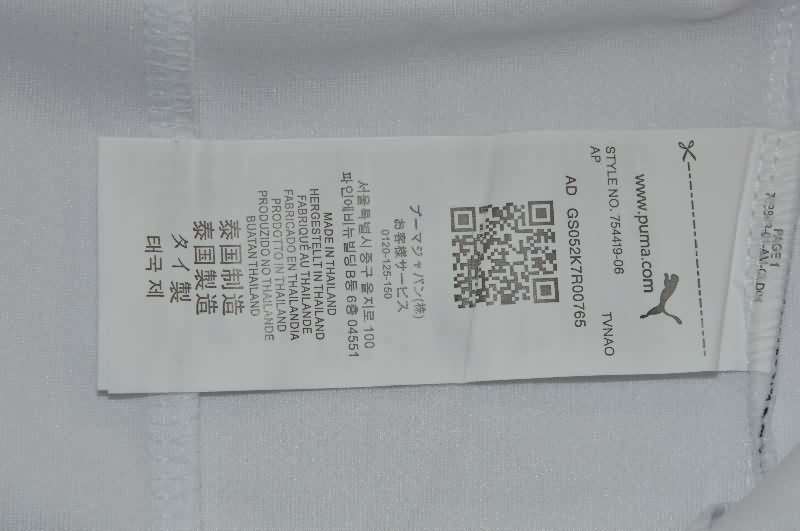 PAGE 1
www.puma.com
STYLE NO. 754419-06 TVNAO
AP
AD GS052K7R00765
プーマジャパン(株)
お客様サービス
0120-125-150
서울특별시 중구 을지로 100
파인에비뉴빌딩 B동 6층 04551
MADE IN THAILAND
HERGESTELLT IN THAILAND
FABRIQUÉ AU THAÏLANDE
FABRICADO EN THAILANDIA
PRODOTTO IN THAILANDIA
PRODUZIDO NO THAILANDE
BUATAN THAILAND
泰国制造
泰國製造
タイ製
태국 제